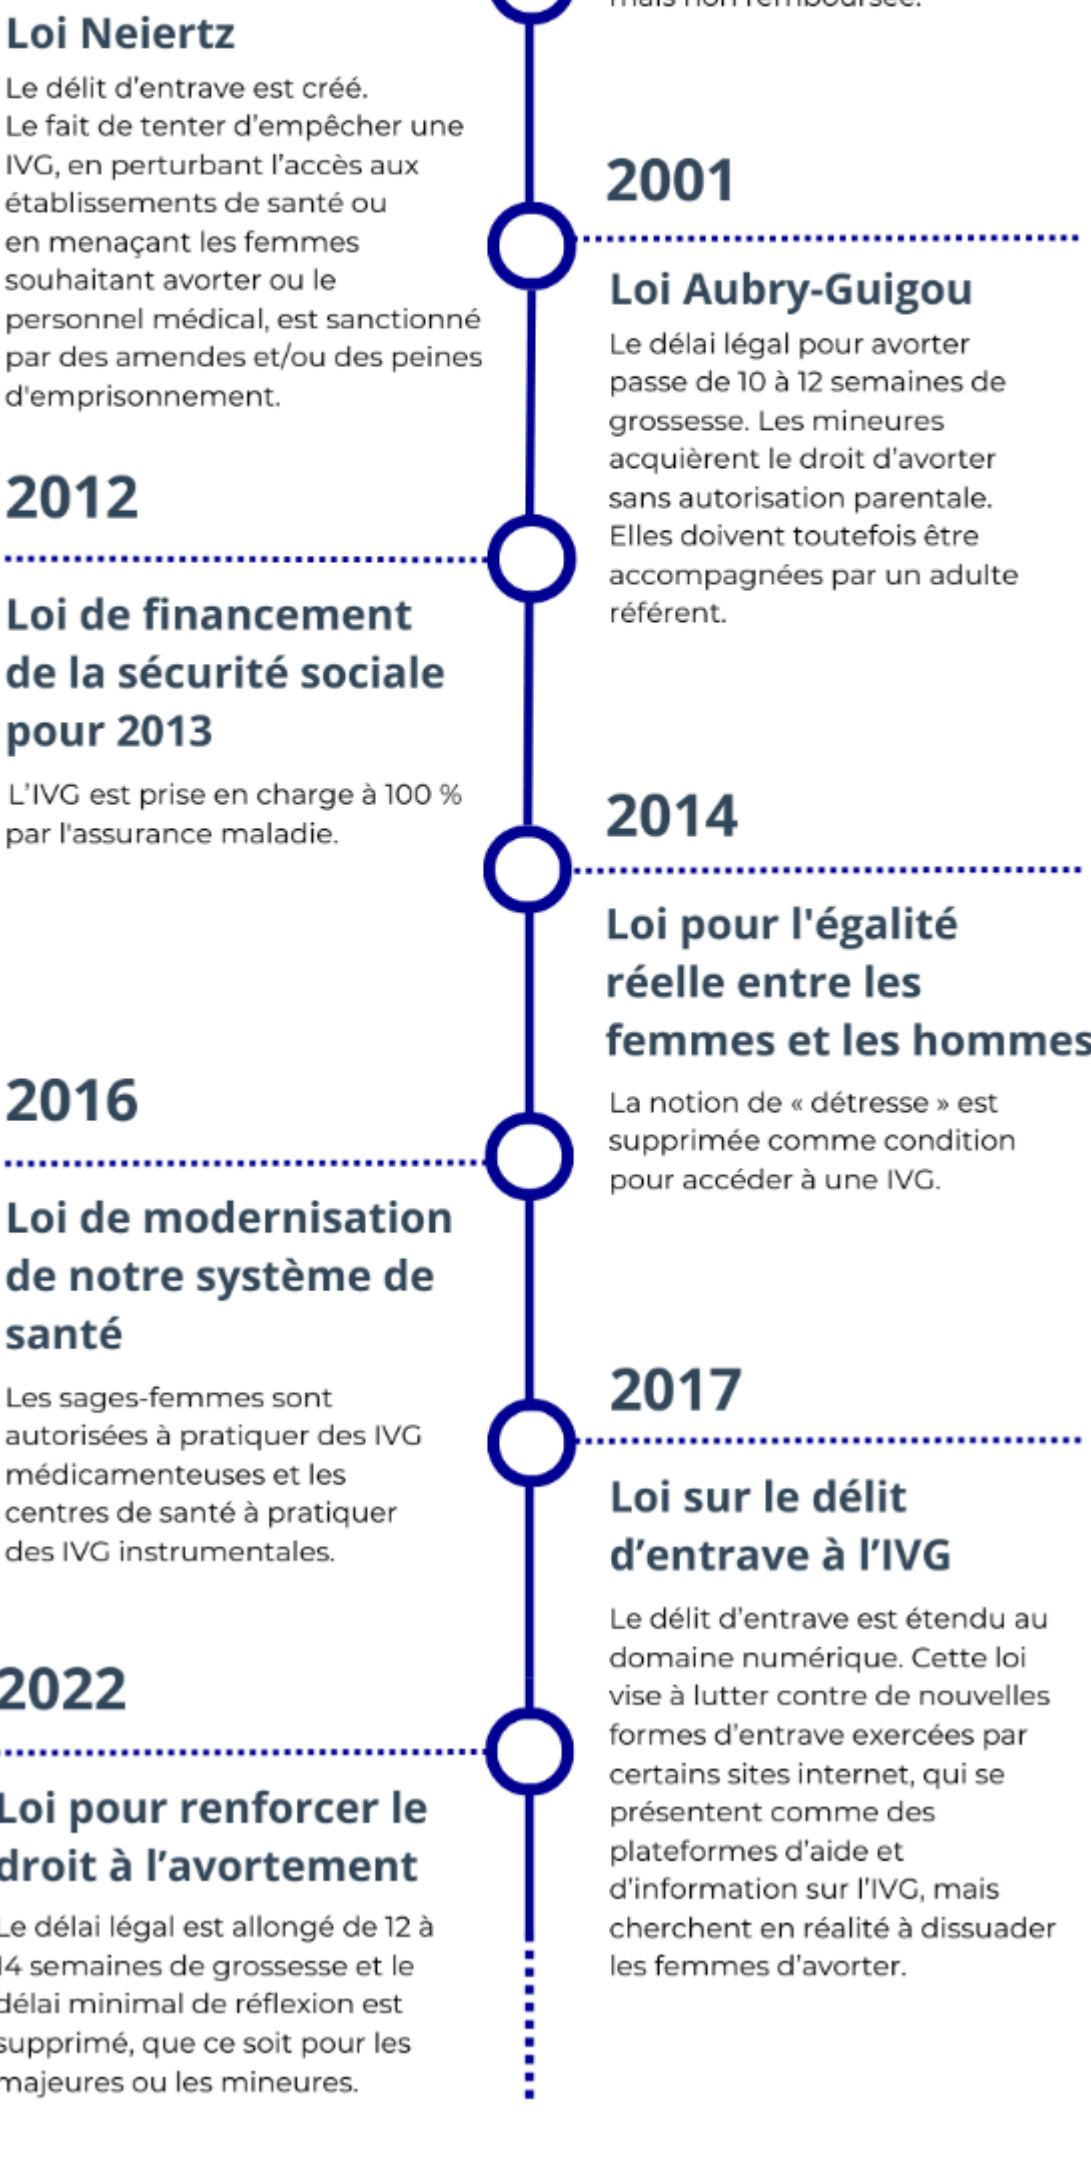 mais non remboursée.
Loi Neiertz
Le délit d’entrave est créé.
Le fait de tenter d’empêcher une
IVG, en perturbant l’accès aux
établissements de santé ou
en menaçant les femmes
souhaitant avorter ou le
personnel médical, est sanctionné
par des amendes et/ou des peines
d'emprisonnement.
2001
Loi Aubry-Guigou
Le délai légal pour avorter
passe de 10 à 12 semaines de
grossesse. Les mineures
acquièrent le droit d’avorter
sans autorisation parentale.
Elles doivent toutefois être
accompagnées par un adulte
référent.
2012
Loi de financement
de la sécurité sociale
pour 2013
L’IVG est prise en charge à 100 %
par l'assurance maladie.
2014
Loi pour l'égalité
réelle entre les
femmes et les hommes
La notion de « détresse » est
supprimée comme condition
pour accéder à une IVG.
2016
Loi de modernisation
de notre système de
santé
Les sages-femmes sont
autorisées à pratiquer des IVG
médicamenteuses et les
centres de santé à pratiquer
des IVG instrumentales.
2017
Loi sur le délit
d’entrave à l’IVG
Le délit d’entrave est étendu au
domaine numérique. Cette loi
vise à lutter contre de nouvelles
formes d’entrave exercées par
certains sites internet, qui se
présentent comme des
plateformes d’aide et
d’information sur l’IVG, mais
cherchent en réalité à dissuader
les femmes d’avorter.
2022
Loi pour renforcer le
droit à l’avortement
Le délai légal est allongé de 12 à
14 semaines de grossesse et le
délai minimal de réflexion est
supprimé, que ce soit pour les
majeures ou les mineures.